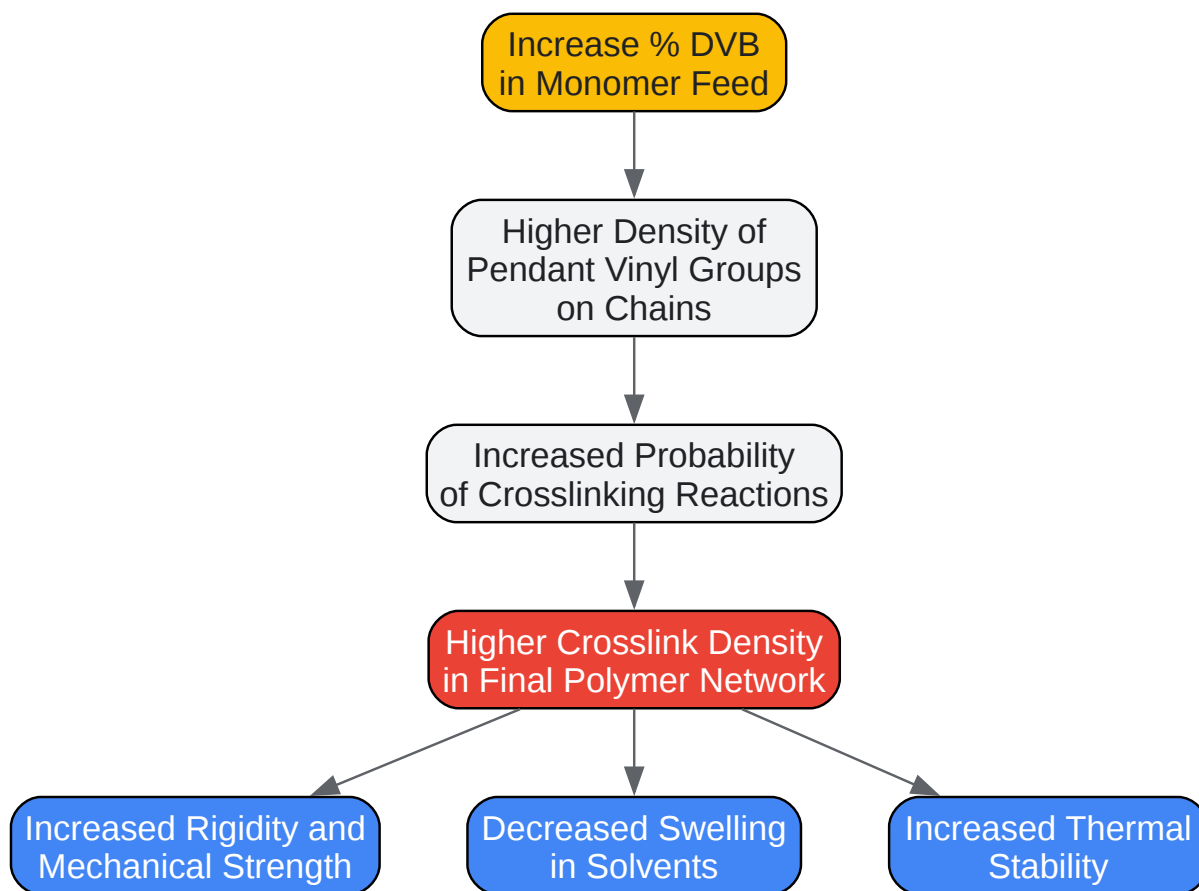 Increase % DVB
in Monomer Feed
Higher Density of
Pendant Vinyl Groups
on Chains
Increased Probability
of Crosslinking Reactions
Higher Crosslink Density
in Final Polymer Network
Increased Rigidity and
Mechanical Strength
Decreased Swelling
in Solvents
Increased Thermal
Stability